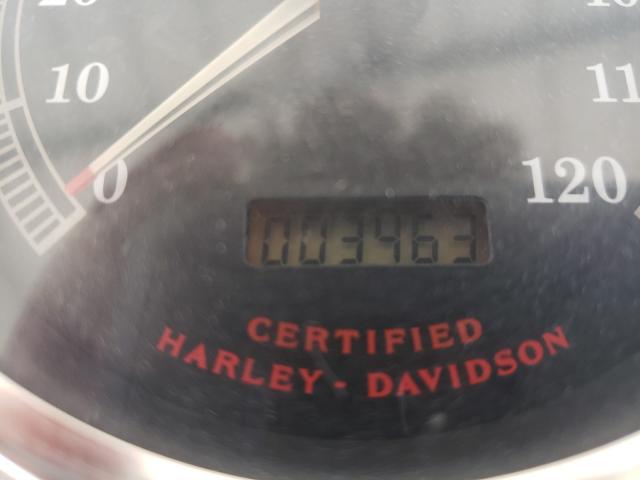 10
0
120
003463
CERTIFIED
HARLEY - DAVIDSON